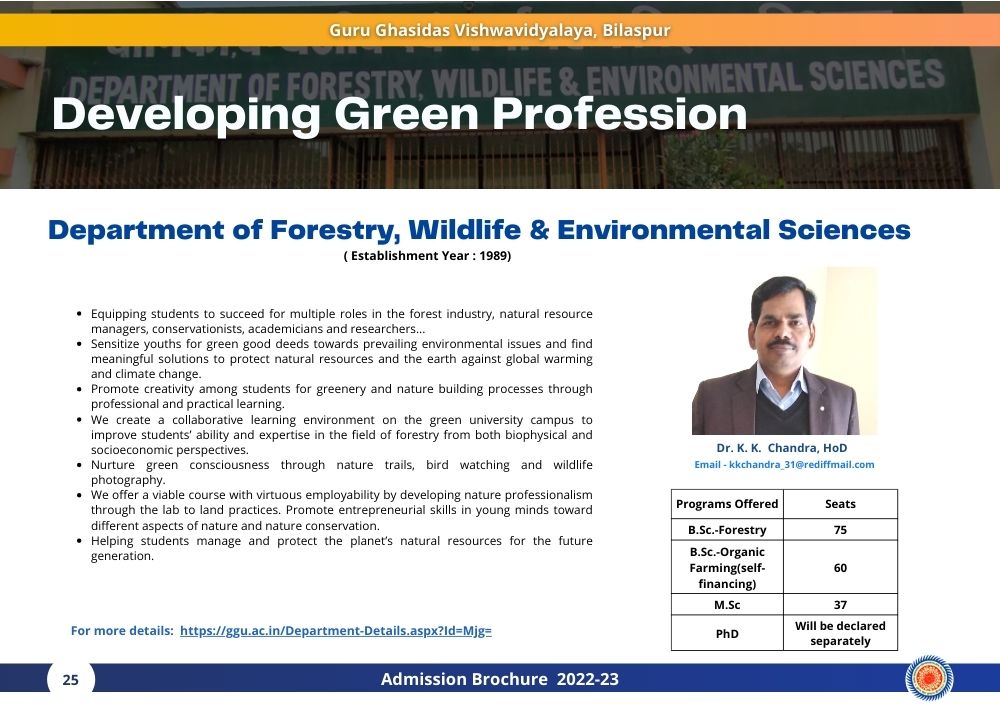 Guru Ghasidas Vishwavidyalaya, Bilaspur
DEPARTMENT OF FORESTRY, WILDLIFE & ENVIRONMENTAL SCIENCES
Developing Green Profession
Department of Forestry, Wildlife & Environmental Sciences
( Establishment Year : 1989)
• Equipping students to succeed for multiple roles in the forest industry, natural resource
managers, conservationists, academicians and researchers...
• Sensitize youths for green good deeds towards prevailing environmental issues and find
meaningful solutions to protect natural resources and the earth against global warming
and climate change.
• Promote creativity among students for greenery and nature building processes through
professional and practical learning.
• We create a collaborative learning environment on the green university campus to
improve students' ability and expertise in the field of forestry from both biophysical and
socioeconomic perspectives.
• Nurture green consciousness through nature trails, bird watching and wildlife
photography.
• We offer a viable course with virtuous employability by developing nature professionalism
through the lab to land practices. Promote entrepreneurial skills in young minds toward
different aspects of nature and nature conservation.
• Helping students manage and protect the planet's natural resources for the future
generation.
For more details: https://ggu.ac.in/Department-Details.aspx?Id=Mjg=
Dr. K. K. Chandra, HoD
Email - kkchandra_31@rediffmail.com
Programs Offered Seats
B.Sc.-Forestry 75
B.Sc.-Organic
Farming(self-
financing) 60
M.Sc 37
PhD Will be declared
separately
25
Admission Brochure 2022-23